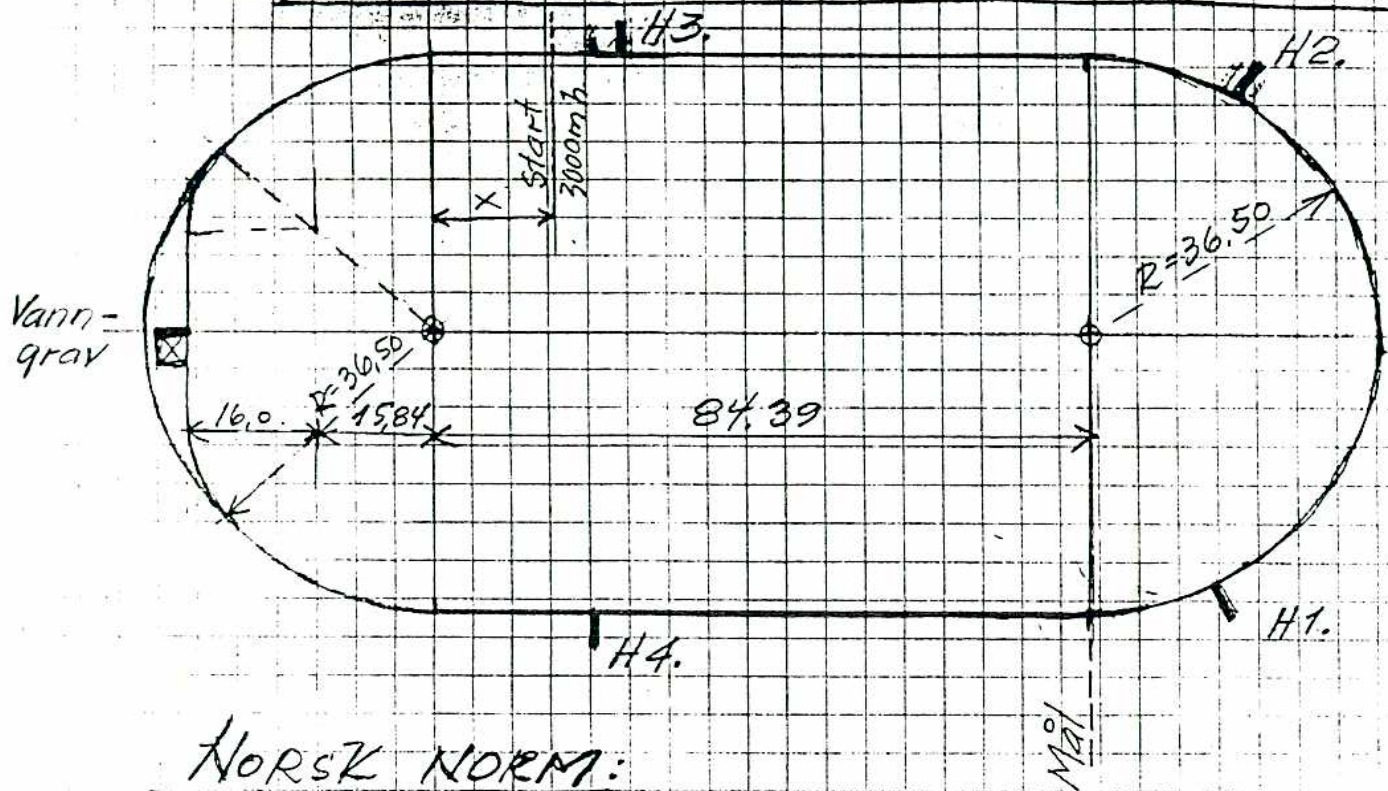 H3.
H2.
Start
3000mh
X
R=36.50
Vann-
grav
R=36,50
16,0.
15,84
84.39
H4.
H1.
Mål
NORSK NORM: